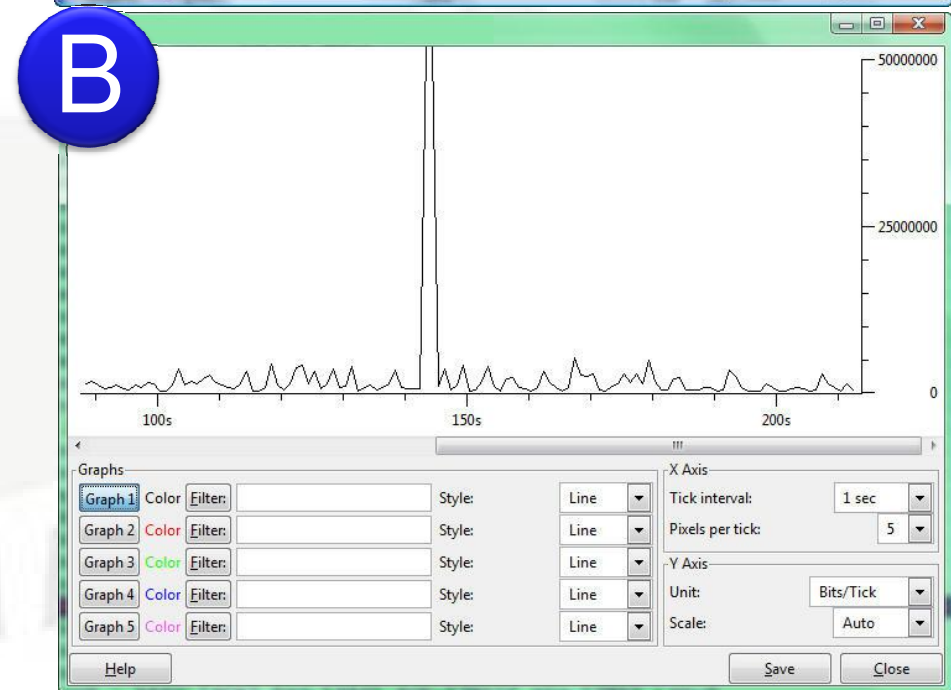 B
50000000
25000000
0
100s 150s 200s
Graphs
Graph 1 Color Filter: Style: Line
Graph 2 Color Filter: Style: Line
Graph 3 Color Filter: Style: Line
Graph 4 Color Filter: Style: Line
Graph 5 Color Filter: Style: Line
X Axis
Tick interval: 1 sec
Pixels per tick: 5
Y Axis
Unit: Bits/Tick
Scale: Auto
Help Save Close